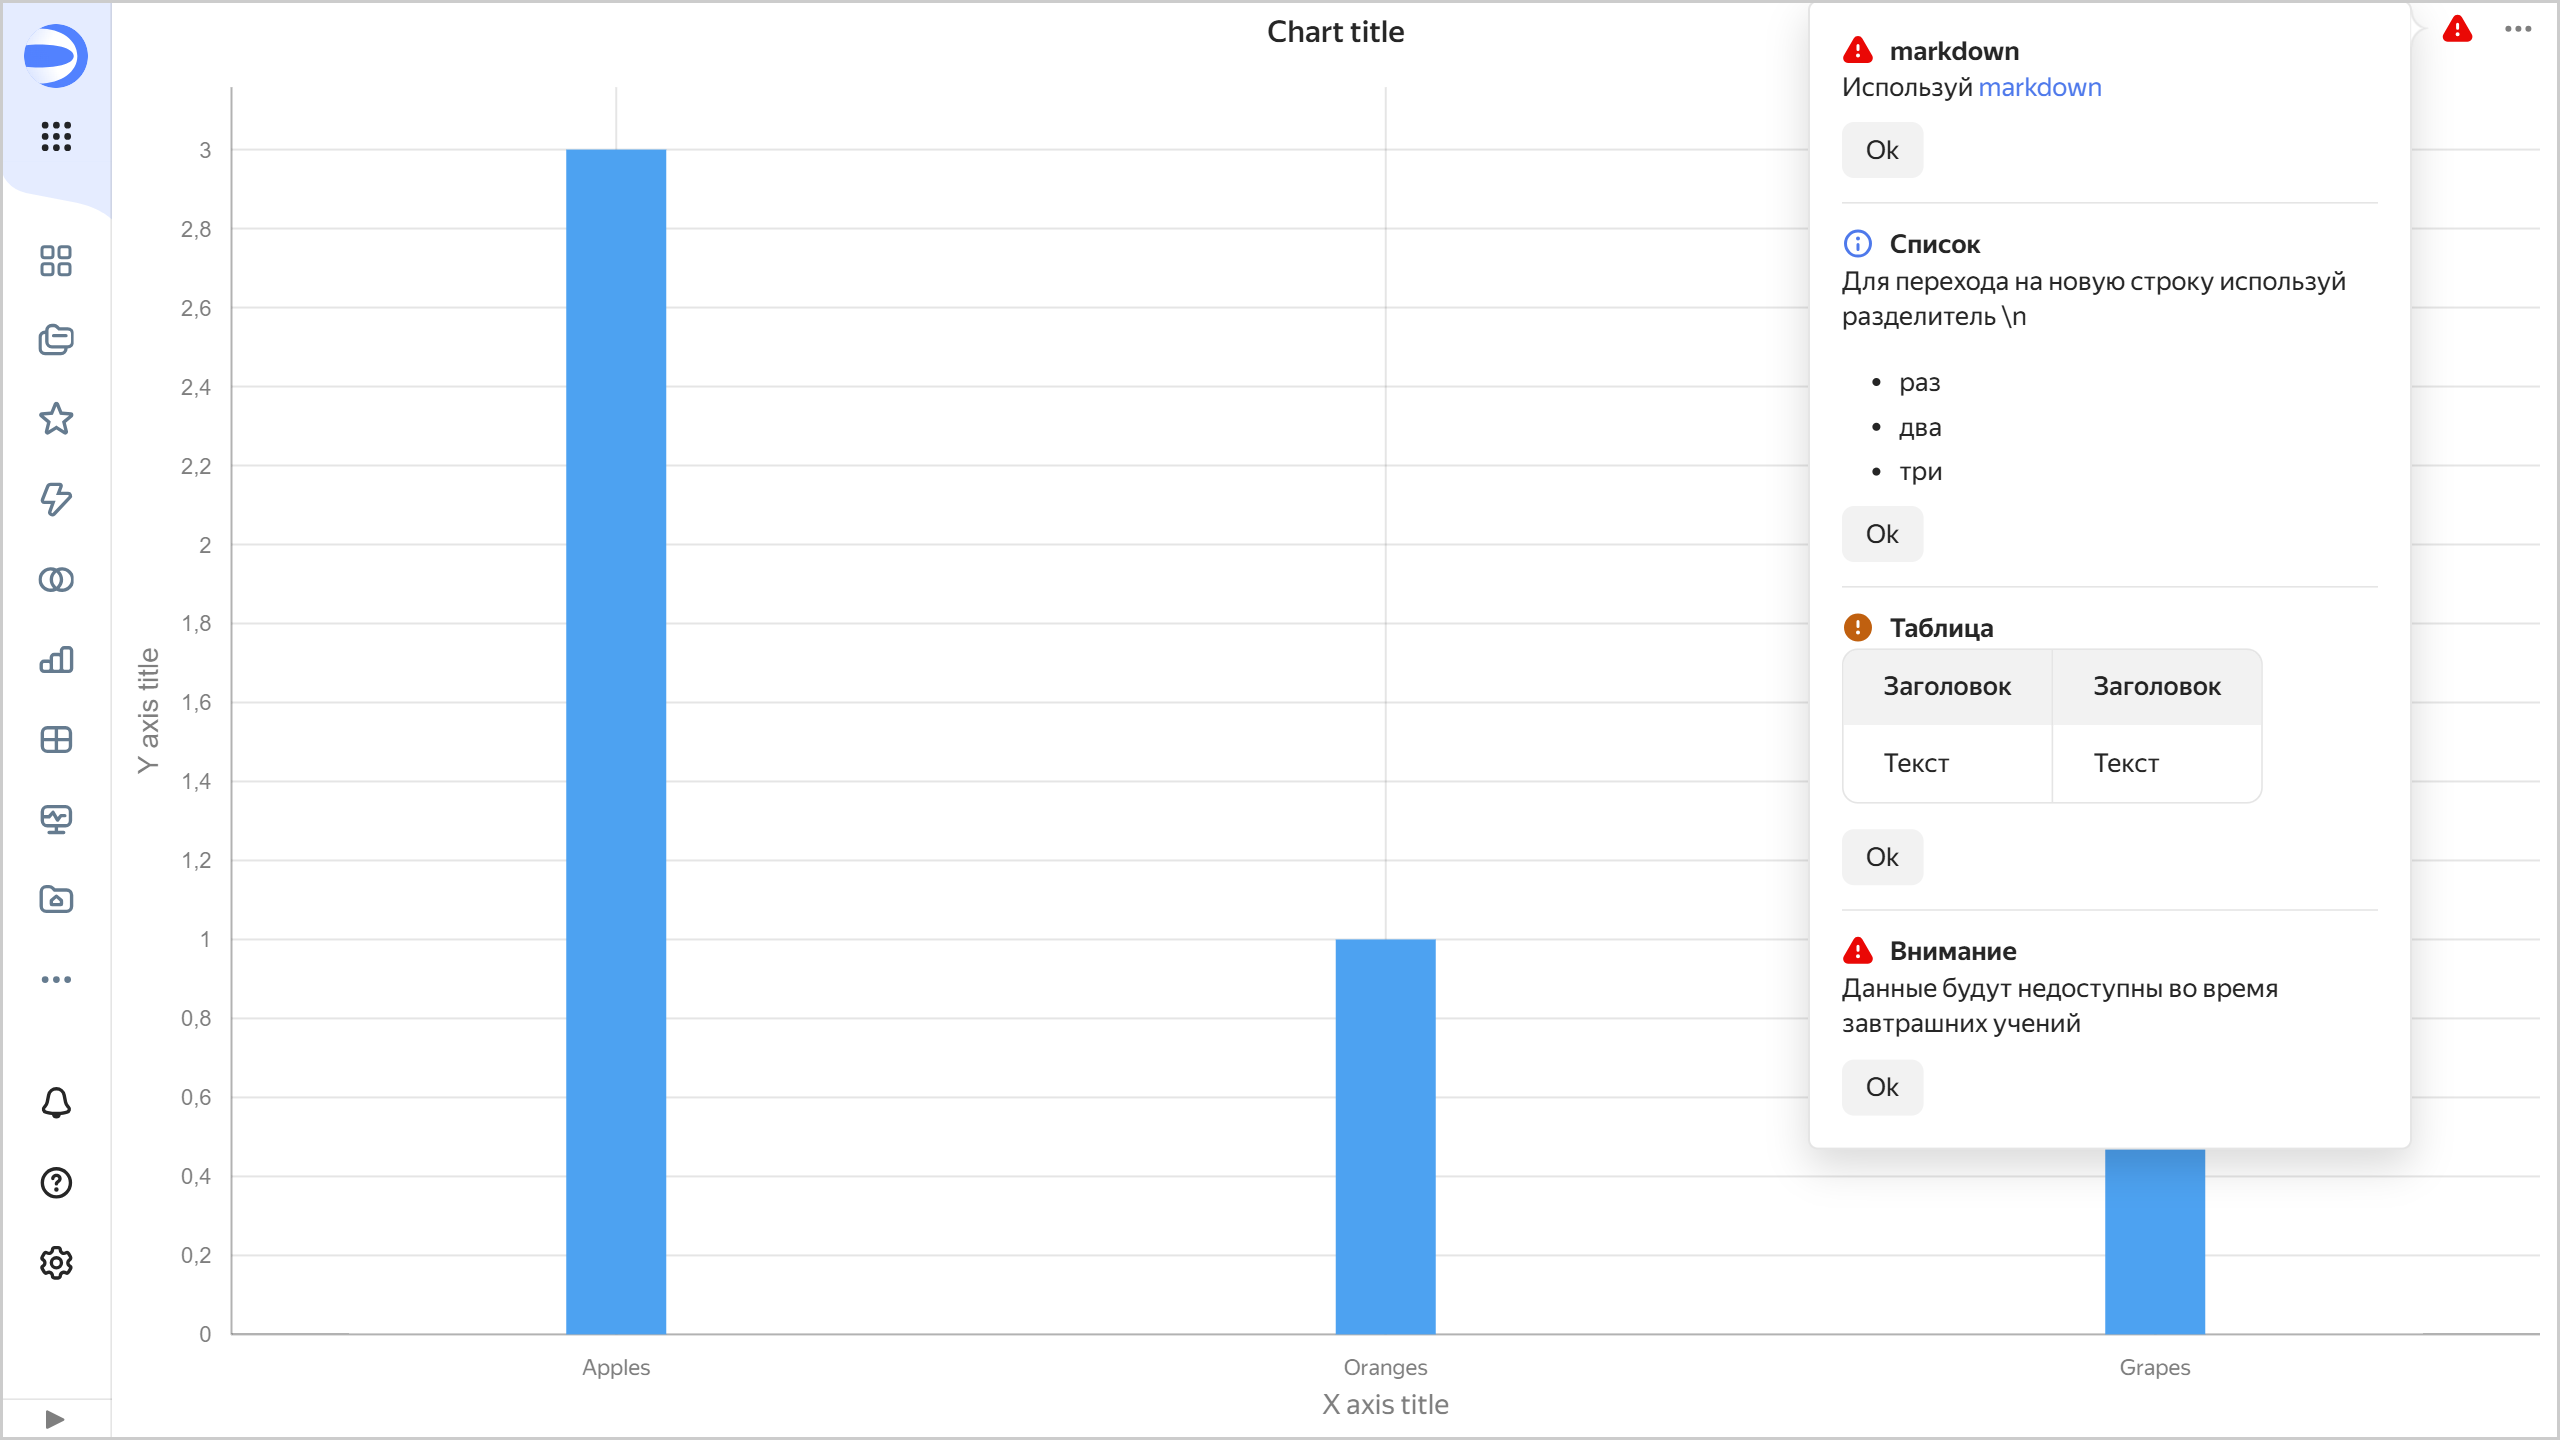 Chart title
3
2,8
2,6
2,4
2,2
2
1,8
1,6
1,4
1,2
1
0,8
0,6
0,4
0,2
0
Y axis title
Apples
Oranges
Grapes
X axis title
markdown
Используй markdown
Ok
Список
Для перехода на новую строку используй
разделитель \n
• раз
• два
• три
Ok
Таблица
Заголовок Заголовок
Текст Текст
Ok
Внимание
Данные будут недоступны во время
завтрашних учений
Ok